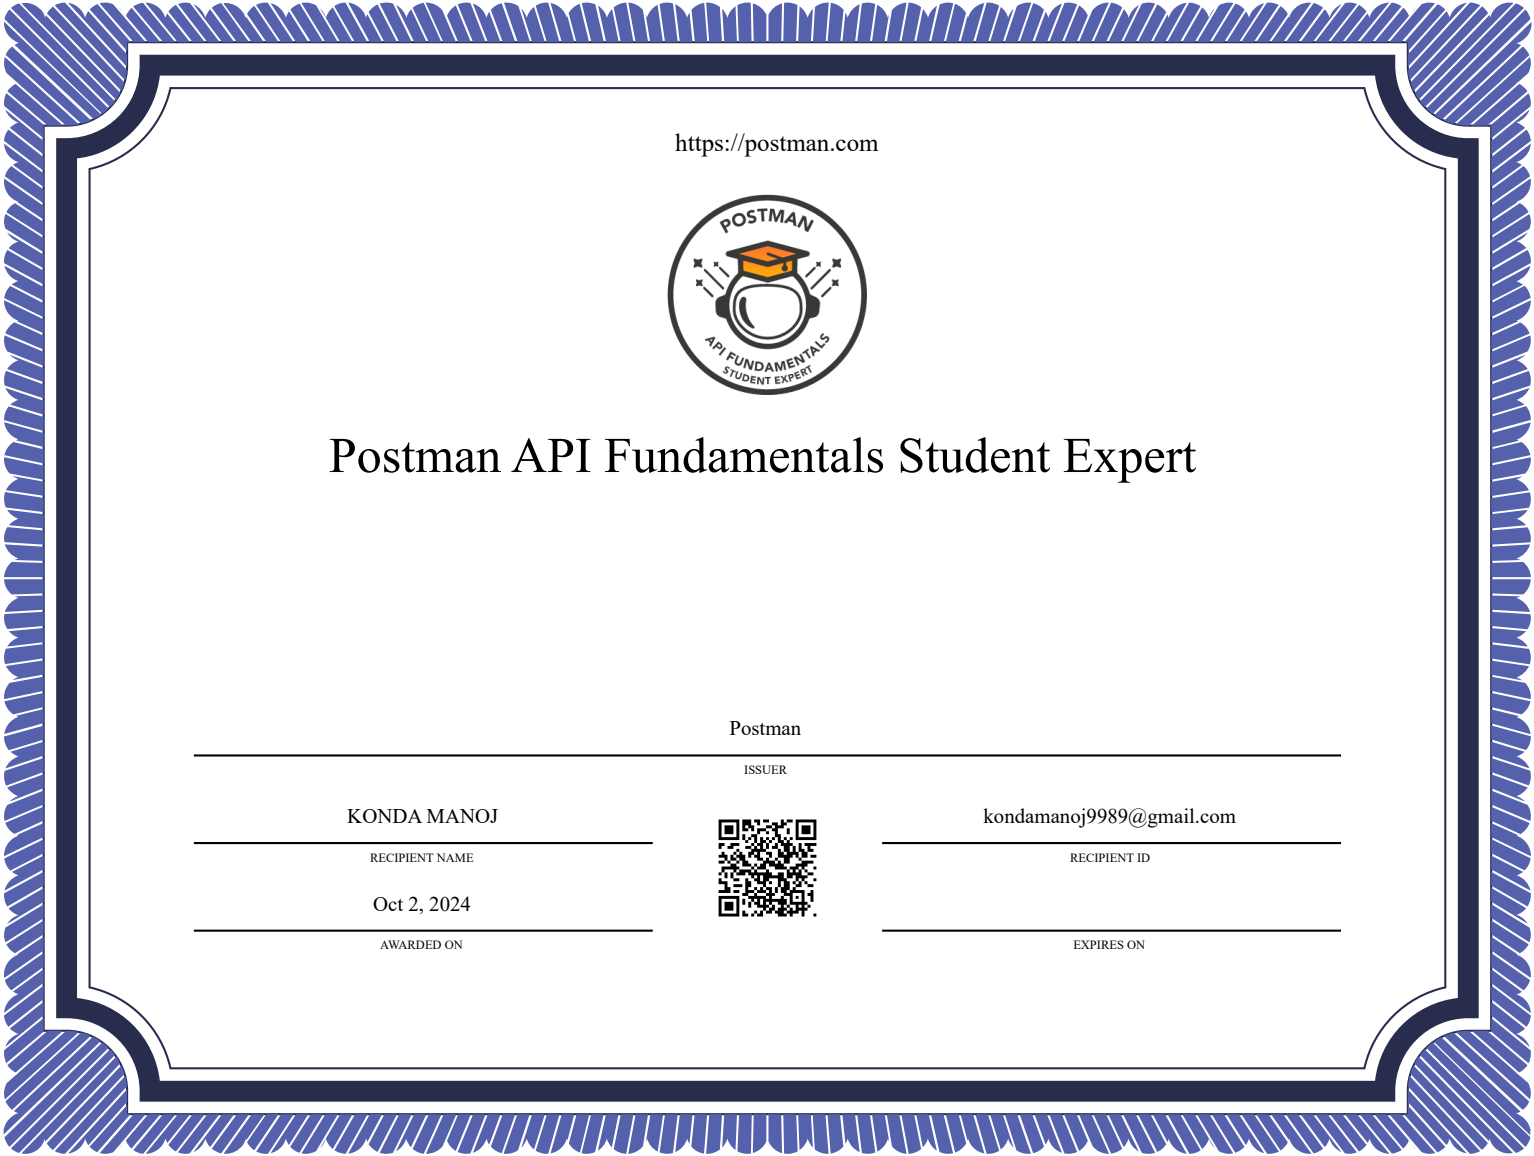 https://postman.com
POSTMAN
API FUNDAMENTALS
STUDENT EXPERT
Postman API Fundamentals Student Expert
Postman
ISSUER
KONDA MANOJ
RECIPIENT NAME
kondamanoj9989@gmail.com
RECIPIENT ID
Oct 2, 2024
AWARDED ON
EXPIRES ON